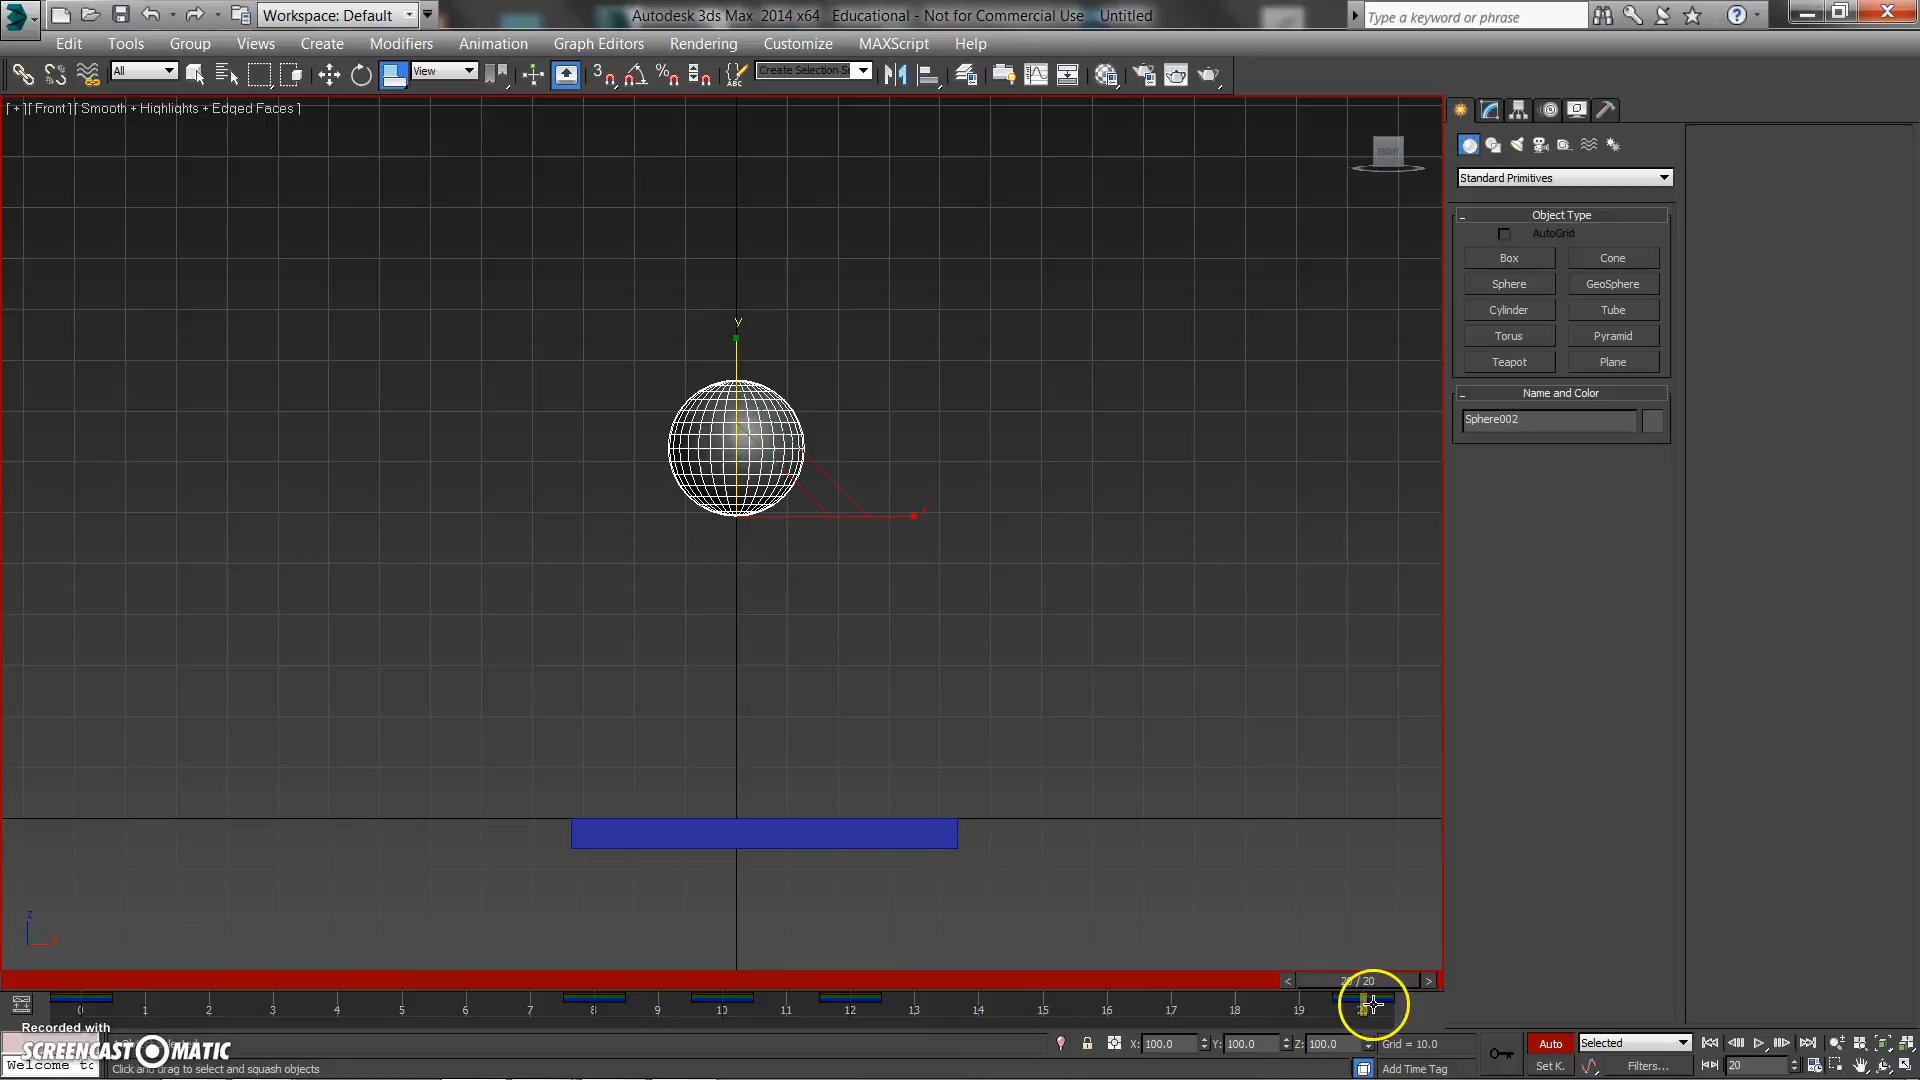 Workspace: Default
Autodesk 3ds Max 2014 x64 Educational - Not for Commercial Use Untitled
Type a keyword or phrase
Edit Tools Group Views Create Modifiers Animation Graph Editors Rendering Customize MAXScript Help
All View Create Selection Se
[ + ][ Front ][ Smooth + Highlights + Edged Faces ]
FRONT
Standard Primitives
- Object Type
AutoGrid
Box Cone
Sphere GeoSphere
Cylinder Tube
Torus Pyramid
Teapot Plane
- Name and Color
Sphere002
y
x
z
x
< 20 / 20 >
0 1 2 3 4 5 6 7 8 9 10 11 12 13 14 15 16 17 18 19
Recorded with
SCREENCAST MATIC
X: 100.0 Y: 100.0 Z: 100.0 Grid = 10.0 Auto Selected
Welcome to Click and drag to select and squash objects Add Time Tag Set K. Filters... 20